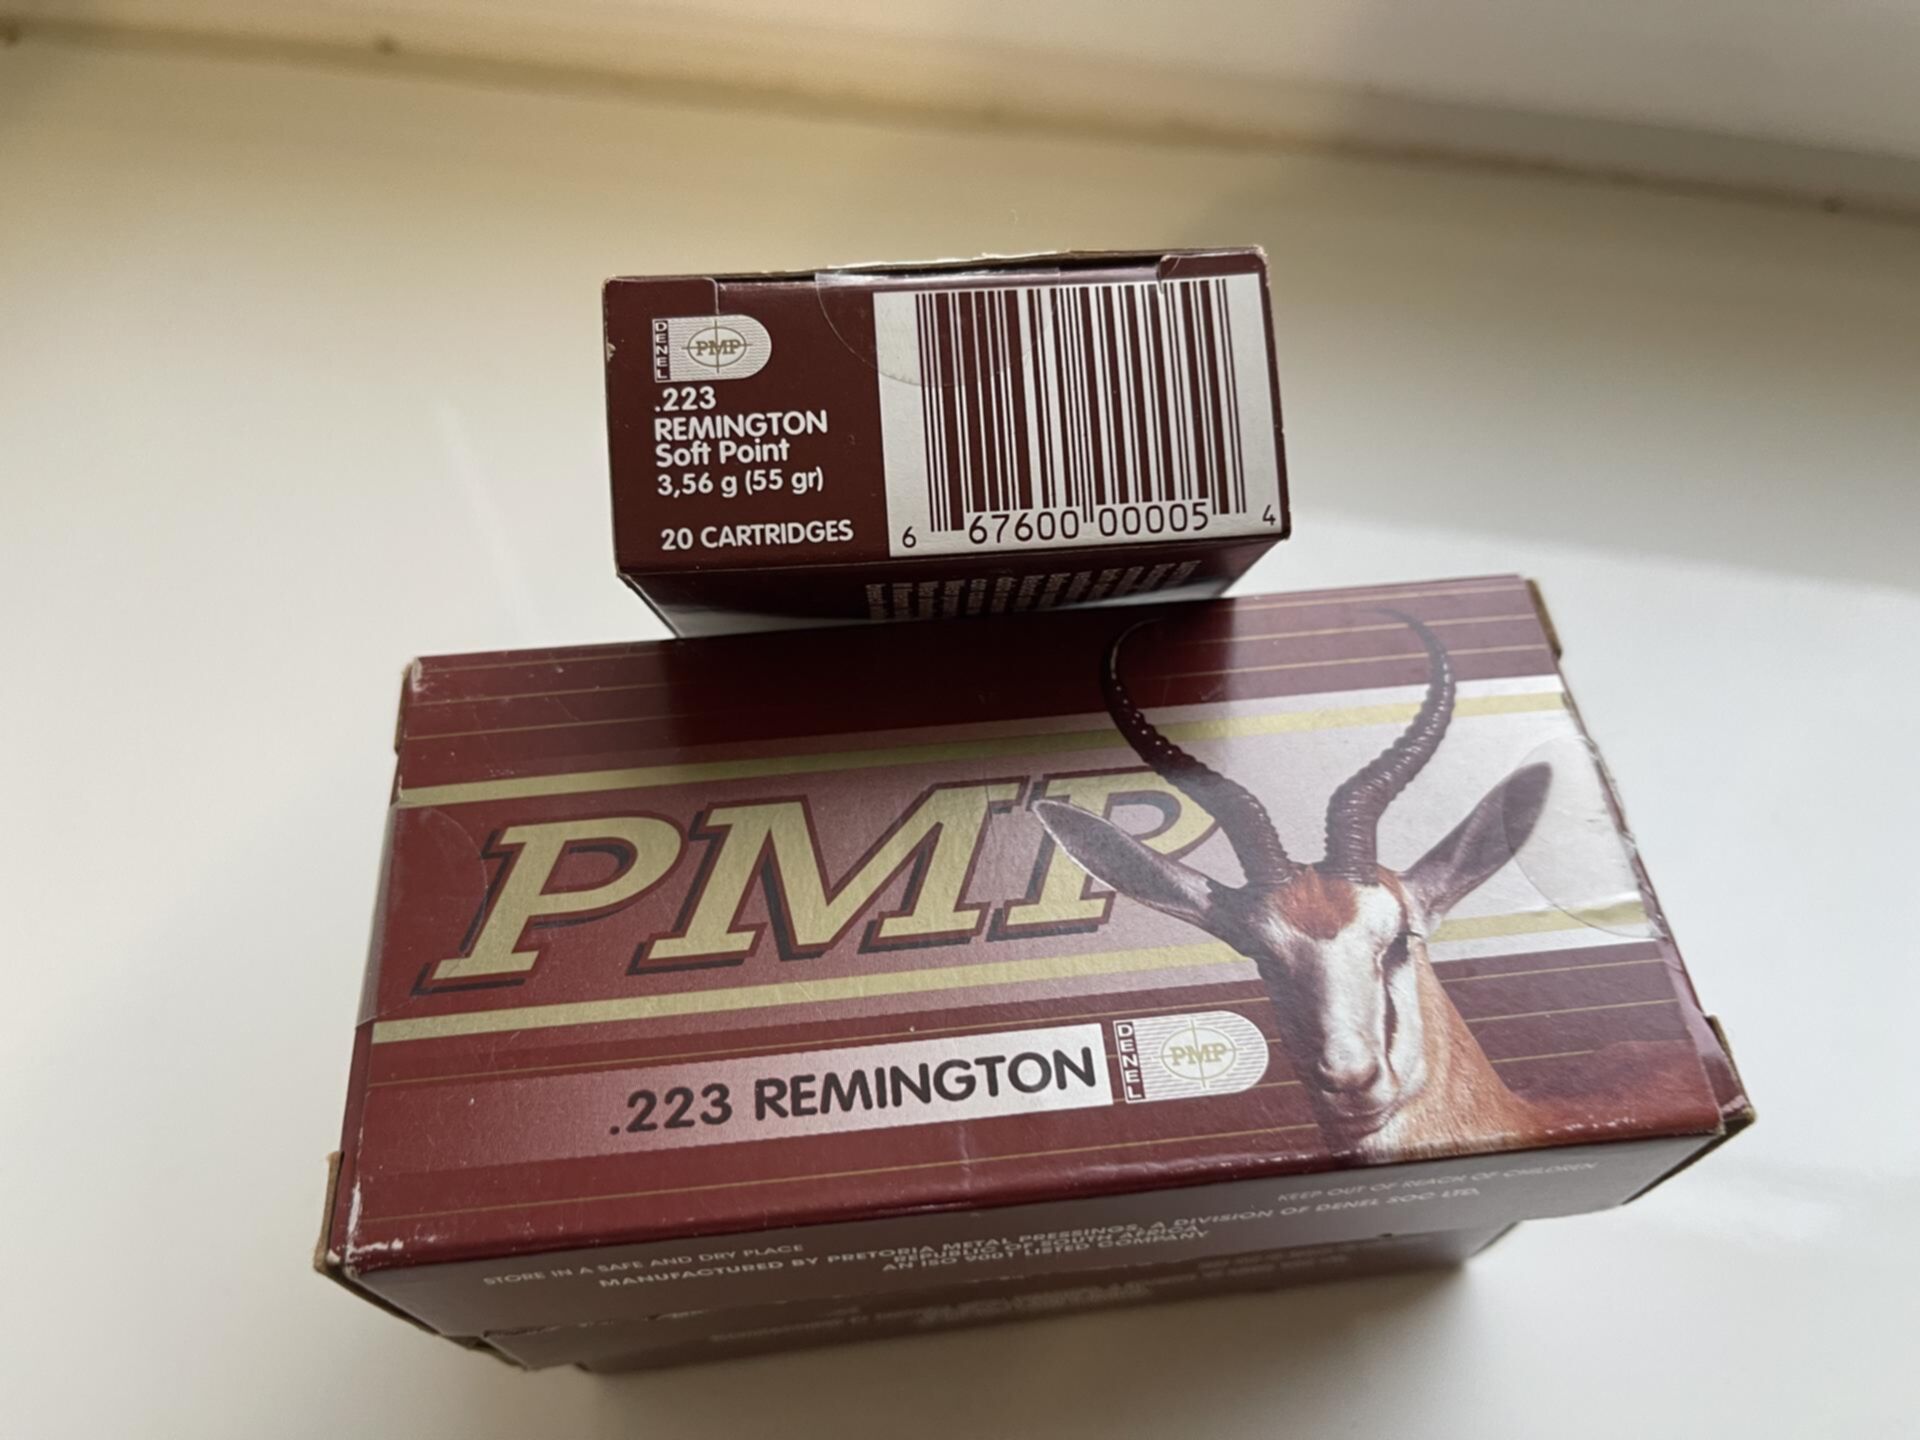 DENEL
PMP
.223
REMINGTON
Soft Point
3,56 g (55 gr)
20 CARTRIDGES
6 67600 00005 4
PMP
.223 REMINGTON
DENEL
PMP
KEEP OUT OF REACH OF CHILDREN
STORE IN A SAFE AND DRY PLACE
MANUFACTURED BY PRETORIA METAL PRESSINGS, A DIVISION OF DENEL SOC LTD,
REPUBLIC OF SOUTH AFRICA
AN ISO 9001 LISTED COMPANY